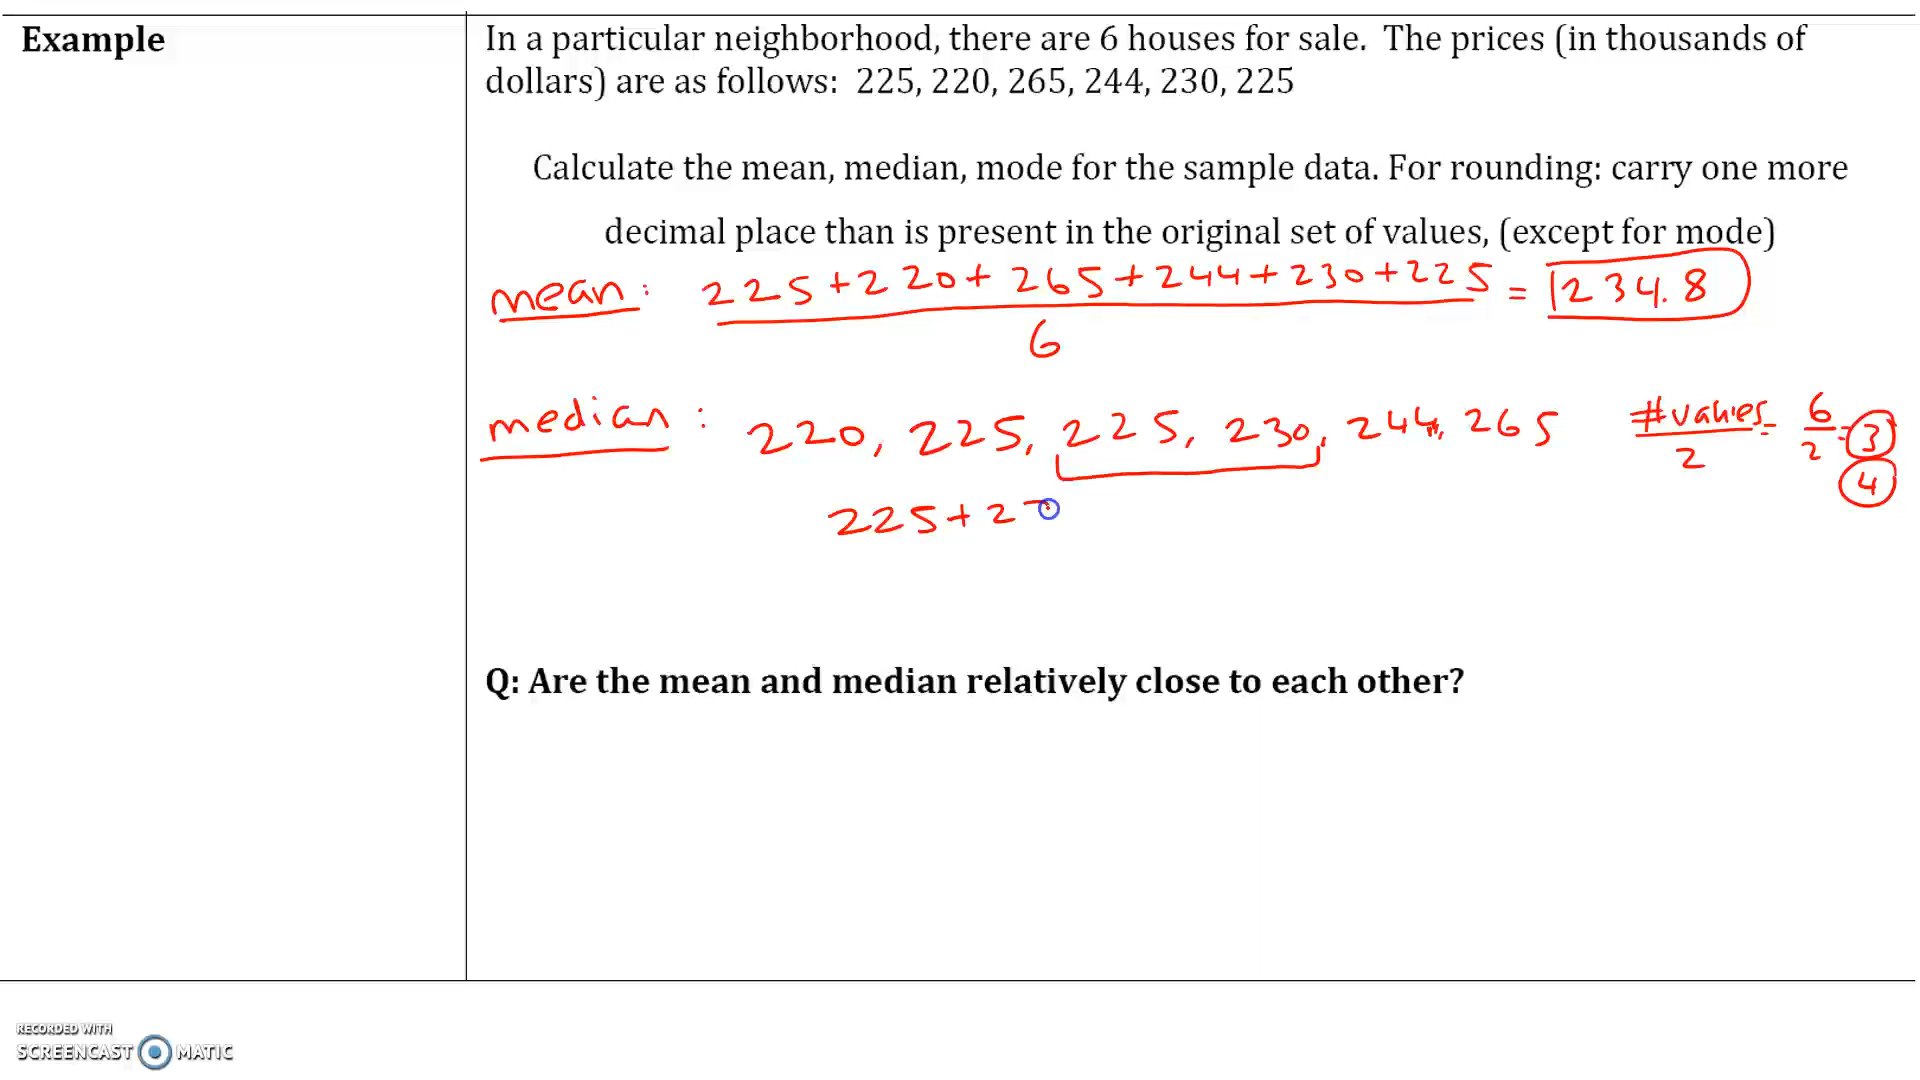 Example
In a particular neighborhood, there are 6 houses for sale. The prices (in thousands of
dollars) are as follows: 225, 220, 265, 244, 230, 225
Calculate the mean, median, mode for the sample data. For rounding: carry one more
decimal place than is present in the original set of values, (except for mode)
mean: 225+220+265+244+230+225 = 234.8
6
median: 220, 225, 225, 230, 244, 265 #values = 6 = 3
2 2 4
225+2
Q: Are the mean and median relatively close to each other?
RECORDED WITH
SCREENCAST MATIC